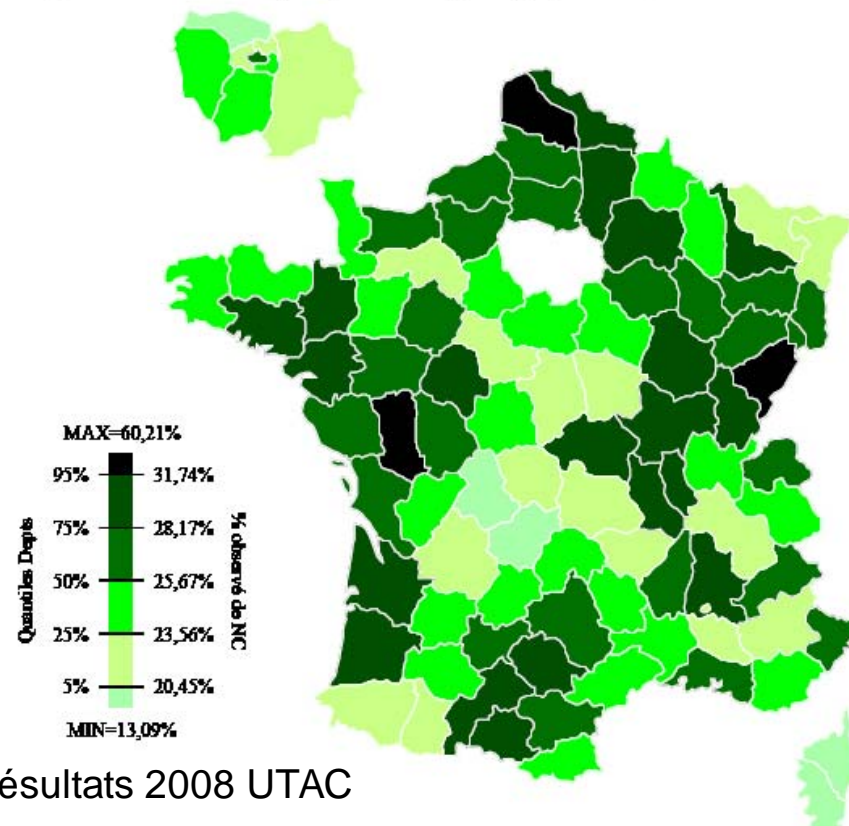 MAX=60,21%
95% 31,74%
75% 28,17%
50% 25,67%
25% 23,56%
5% 20,45%
MIN=13,09%
Quantiles Depts
% observé de NC
ésultats 2008 UTAC